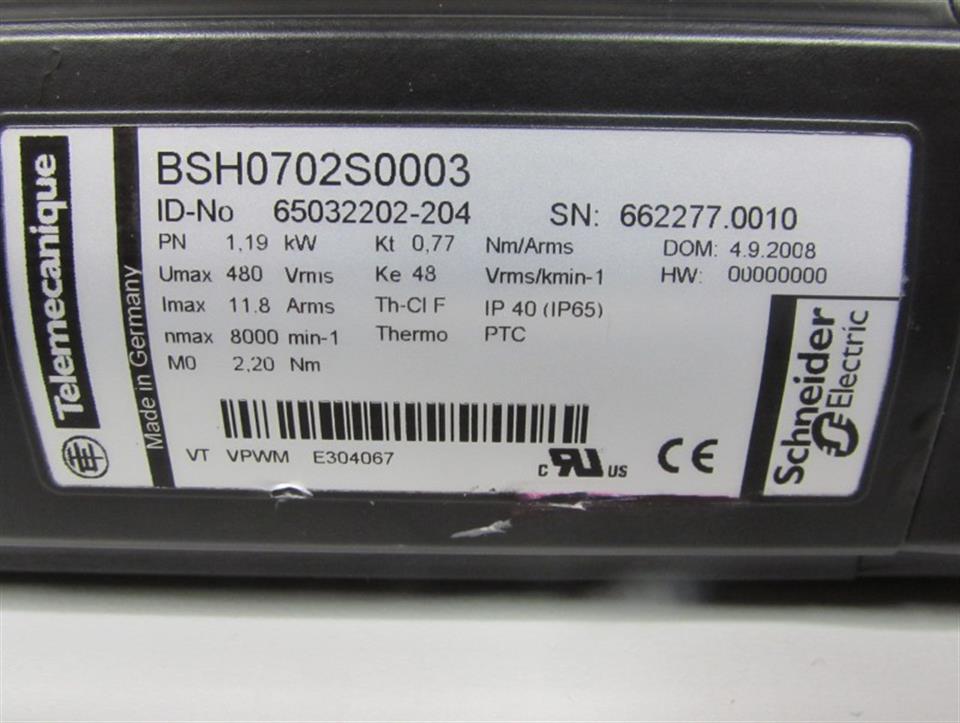 Telemecanique
Made in Germany
BSH0702S0003
ID-No 65032202-204 SN: 662277.0010
PN 1,19 kW Kt 0,77 Nm/Arms DOM: 4.9.2008
Umax 480 Vrms Ke 48 Vrms/kmin-1 HW: 00000000
Imax 11.8 Arms Th-Cl F IP 40 (IP65)
nmax 8000 min-1 Thermo PTC
M0 2,20 Nm
VT VPWM E304067
c RU US CE
Schneider
Electric